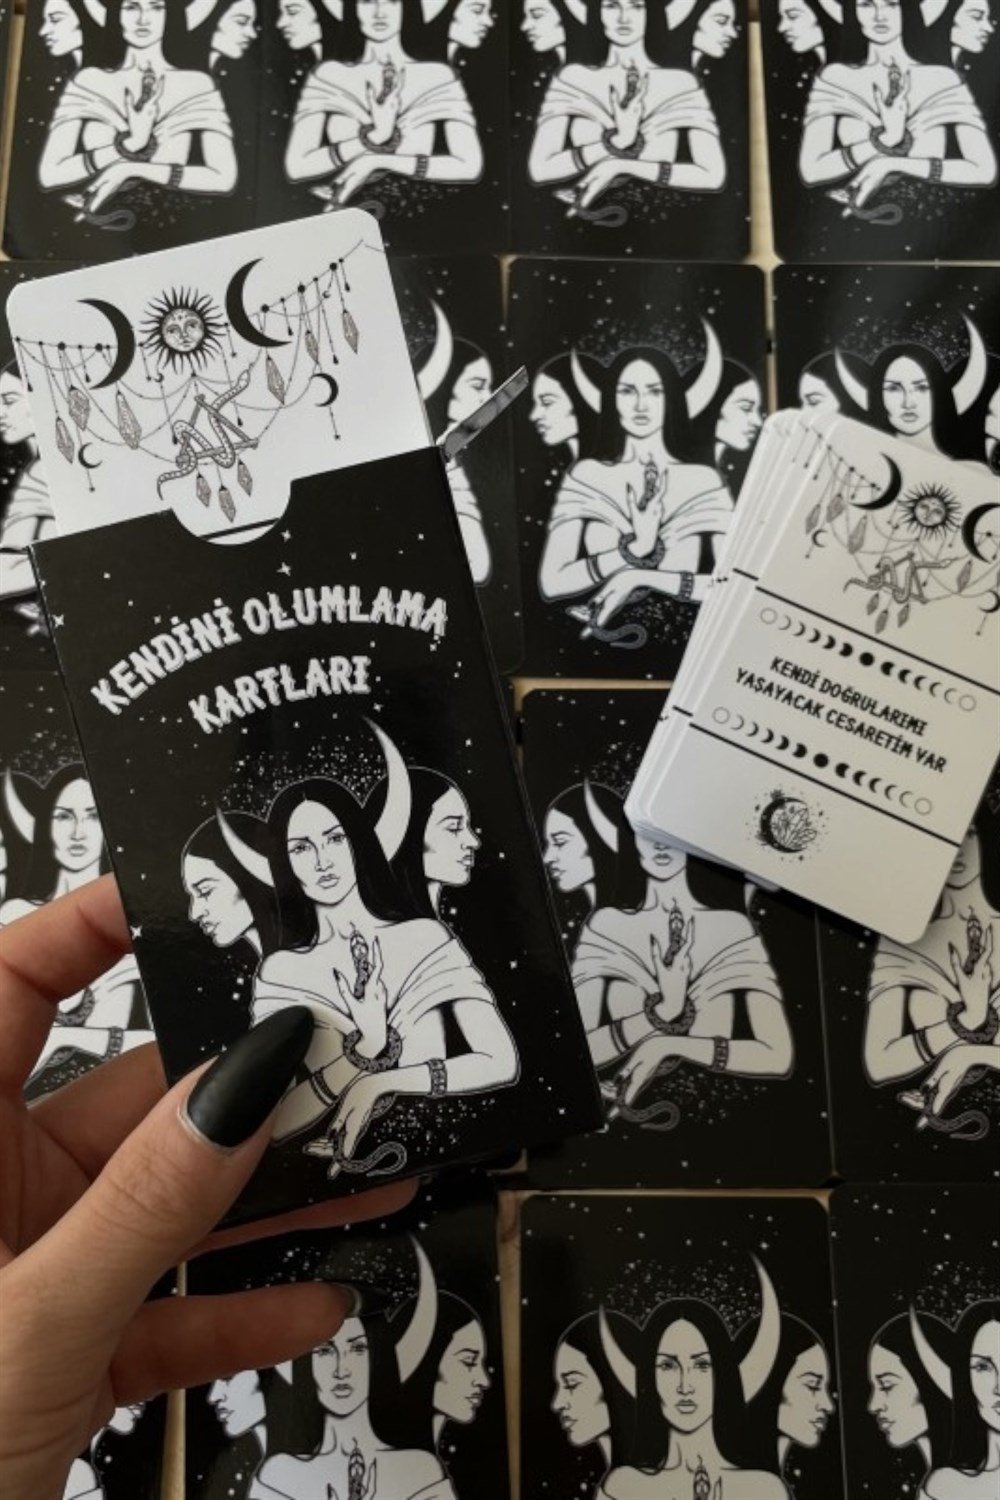 KENDİNİ OLUMLAMA
KARTLARI
KENDİ DOĞRULARIMI
YAŞAYACAK CESARETİM VAR